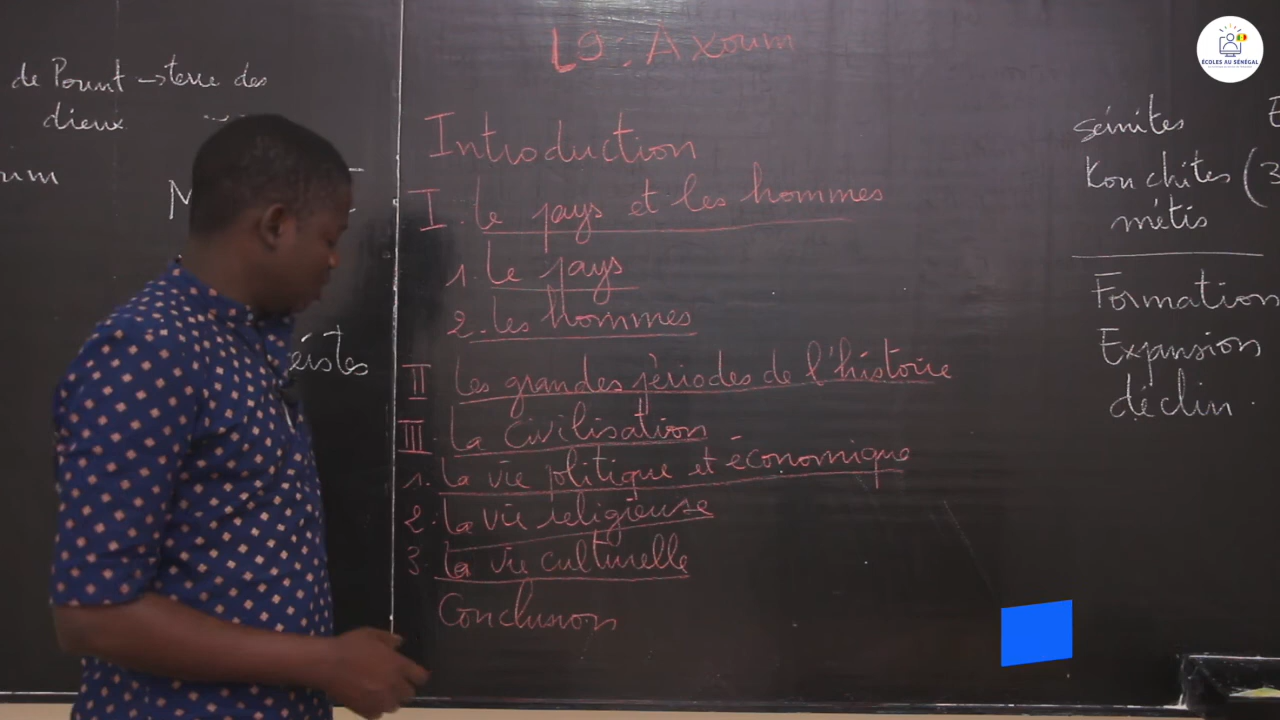 de Pount → terre des
dieux
L9: Axoum
Introduction
I. le pays et les hommes
1. Le pays
2. les hommes
II Les grandes périodes de l'histoire
III. La civilisation
1. la vie politique et économique
2. la vie religieuse
3. la vie culturelle
Conclusion
sémites
Kouchites (3
métis
Formation
Expansion
déclin.
ÉCOLES AU SÉNÉGAL